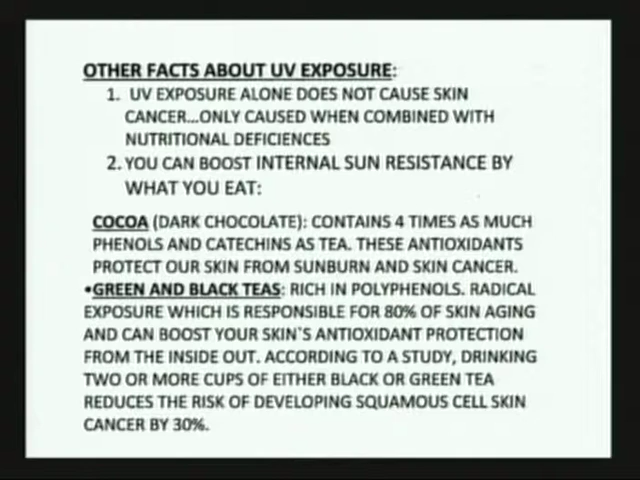 OTHER FACTS ABOUT UV EXPOSURE:
1. UV EXPOSURE ALONE DOES NOT CAUSE SKIN
CANCER...ONLY CAUSED WHEN COMBINED WITH
NUTRITIONAL DEFICIENCES
2. YOU CAN BOOST INTERNAL SUN RESISTANCE BY
WHAT YOU EAT:
COCOA (DARK CHOCOLATE): CONTAINS 4 TIMES AS MUCH
PHENOLS AND CATECHINS AS TEA. THESE ANTIOXIDANTS
PROTECT OUR SKIN FROM SUNBURN AND SKIN CANCER.
•GREEN AND BLACK TEAS: RICH IN POLYPHENOLS. RADICAL
EXPOSURE WHICH IS RESPONSIBLE FOR 80% OF SKIN AGING
AND CAN BOOST YOUR SKIN`S ANTIOXIDANT PROTECTION
FROM THE INSIDE OUT. ACCORDING TO A STUDY, DRINKING
TWO OR MORE CUPS OF EITHER BLACK OR GREEN TEA
REDUCES THE RISK OF DEVELOPING SQUAMOUS CELL SKIN
CANCER BY 30%.